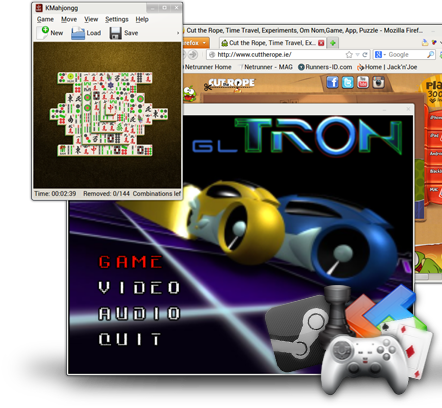 KMahjongg
Game Move View Settings Help
New Load Save
Time: 00:02:39 Removed: 0/144 Combinations lef
Cut the Rope, Time Travel, Experiments, Om Nom,Game, App, Puzzle - Mozilla Firef
Firefox
Cut the Rope, Time Travel, Ex...
http://www.cuttherope.ie/
Google
Netrunner Home Netrunner - MAG Runners-ID.com Home | Jack'n'Joe
CUT THE ROPE
GLTRON
GAME
VIDEO
AUDIO
QUIT